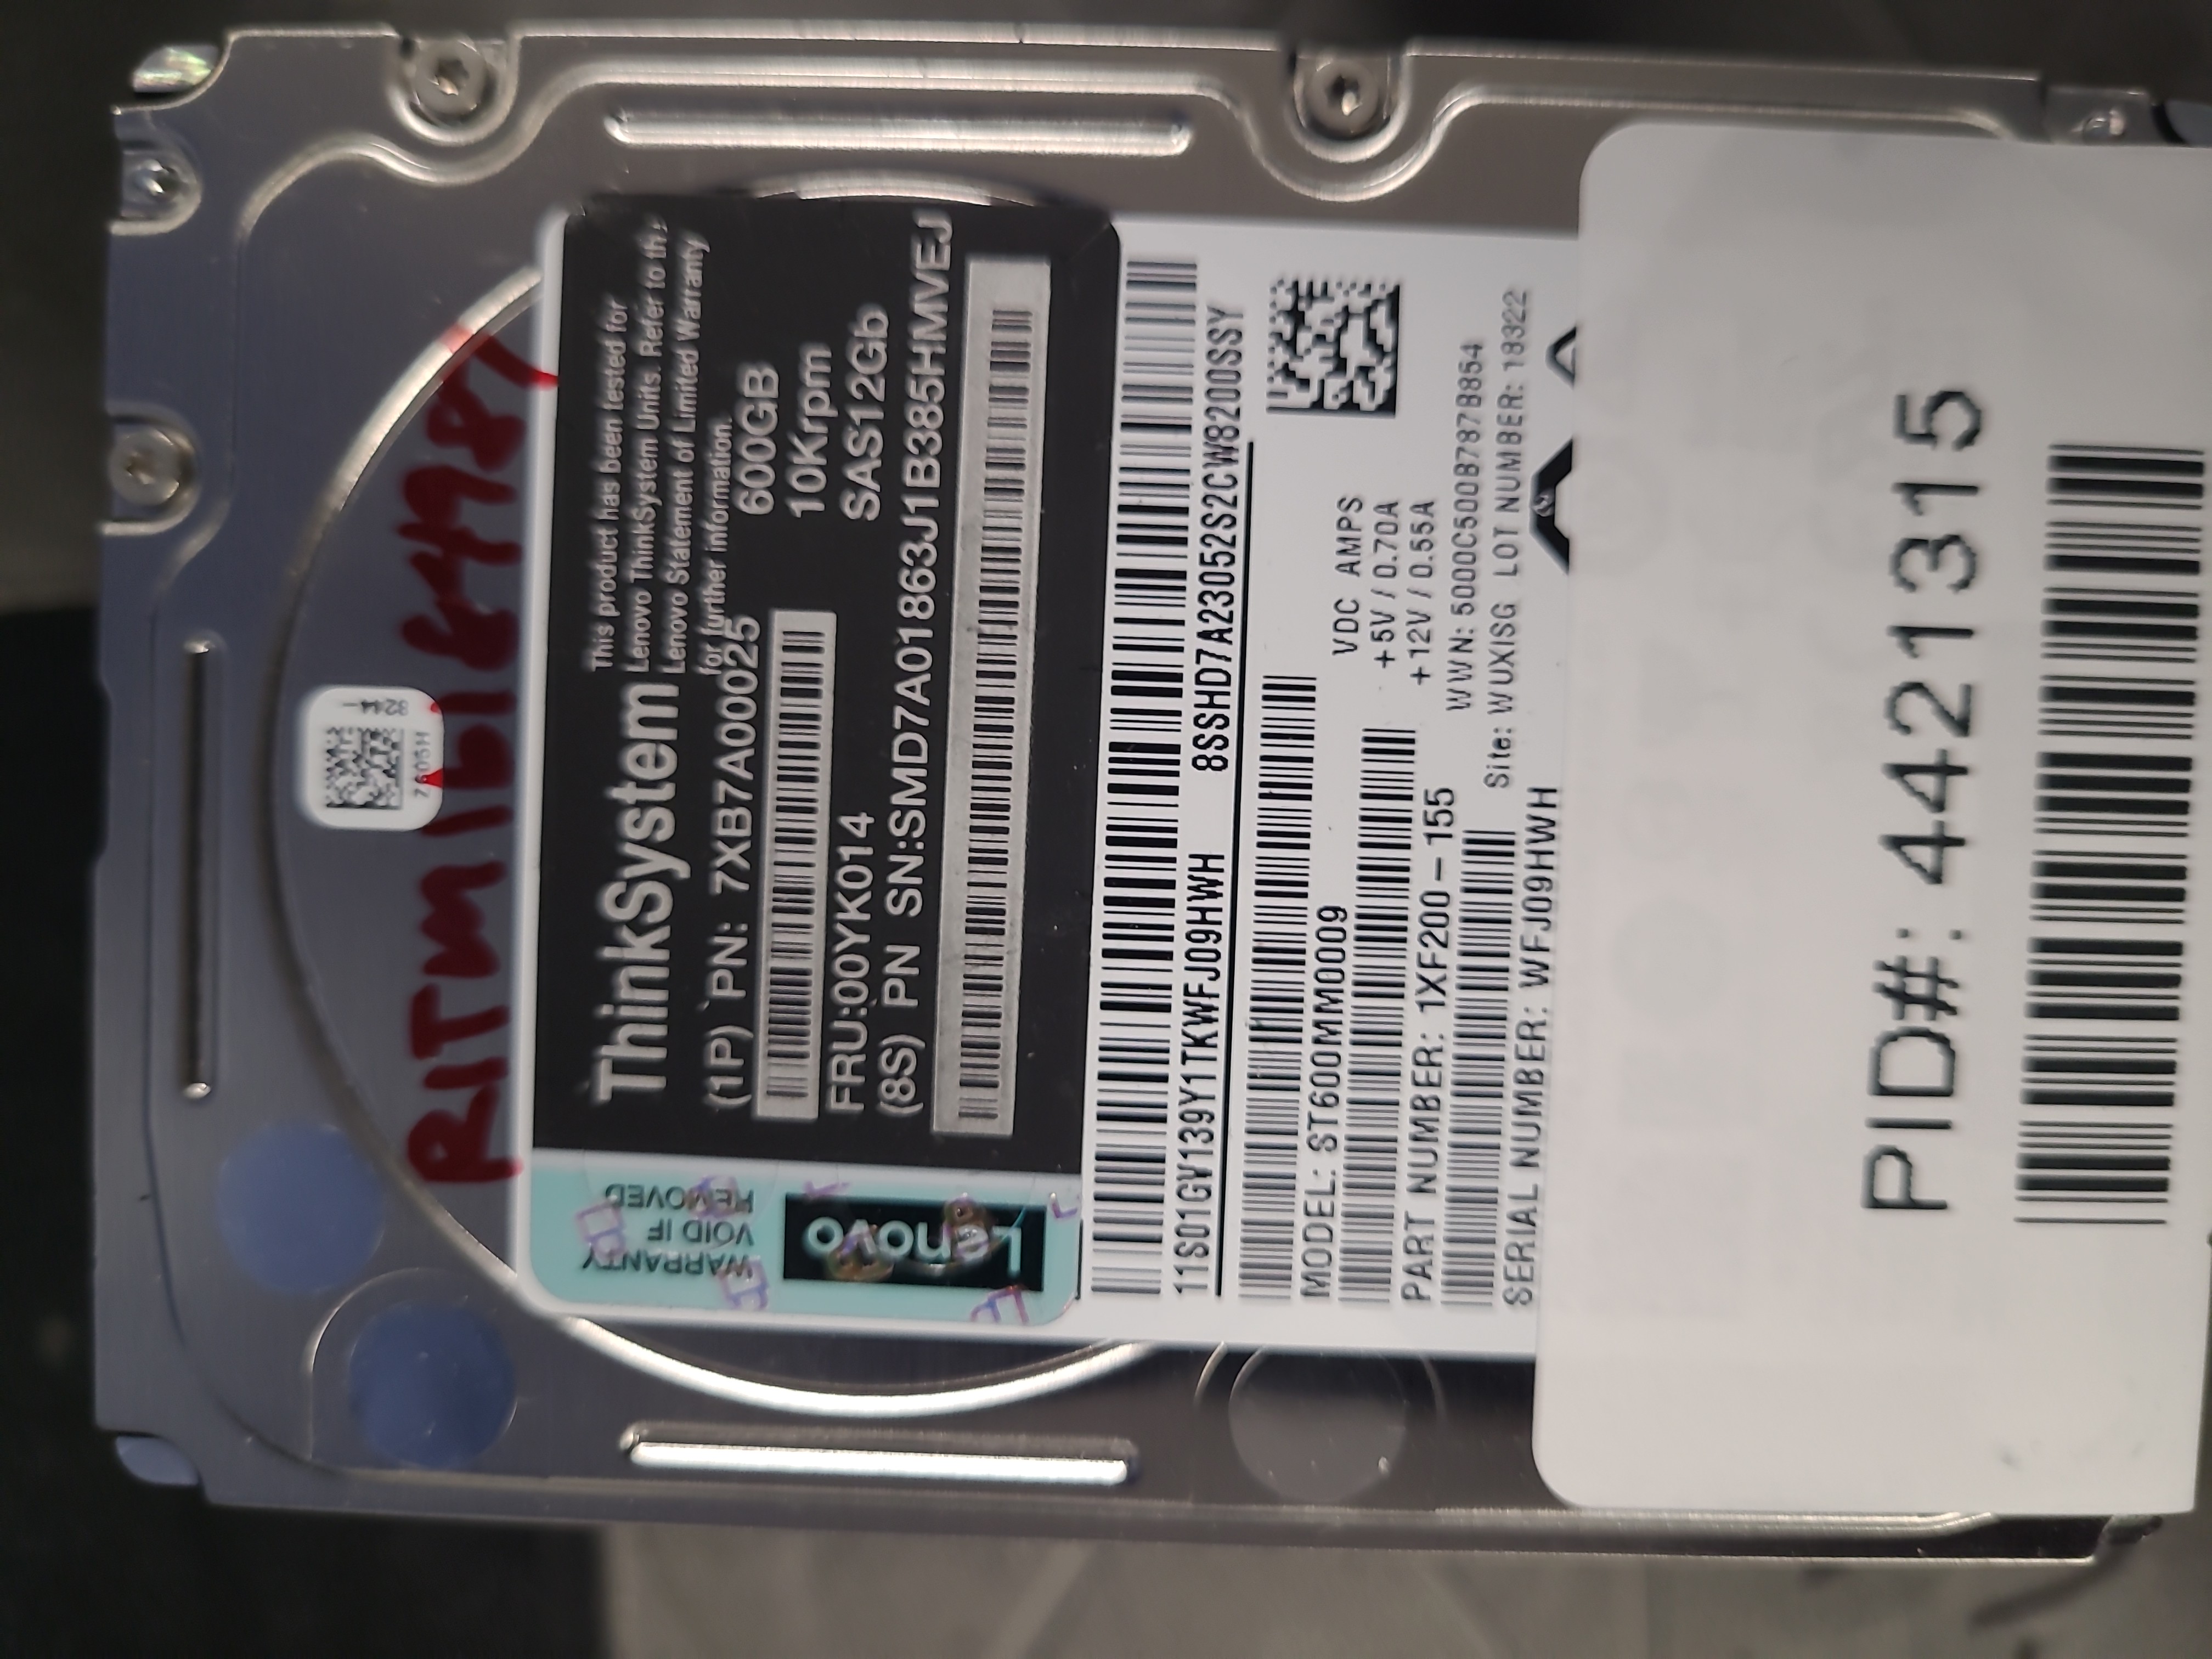 WARRANTY
VOID IF
REMOVED
Lenovo
ThinkSystem
This product has been tested for
Lenovo ThinkSystem Units. Refer to the
Lenovo Statement of Limited Warranty
for further information.
(1P) PN: 7XB7A00025
600GB
10Krpm
FRU:00YK014
SAS12Gb
(8S) PN SN:SMD7A01863J1B385HMVEJ
11S01GV139Y1TKWFJ09HWH 8SSHD7A23052S2CW8200SSY
MODEL: ST600MM0009
VDC AMPS
+5V / 0.70A
+12V / 0.55A
PART NUMBER: 1XF200-155
WWN: 5000C500B787B854
Site: WUXISG LOT NUMBER: 18322
SERIAL NUMBER: WFJ09HWH
PID#: 4421315